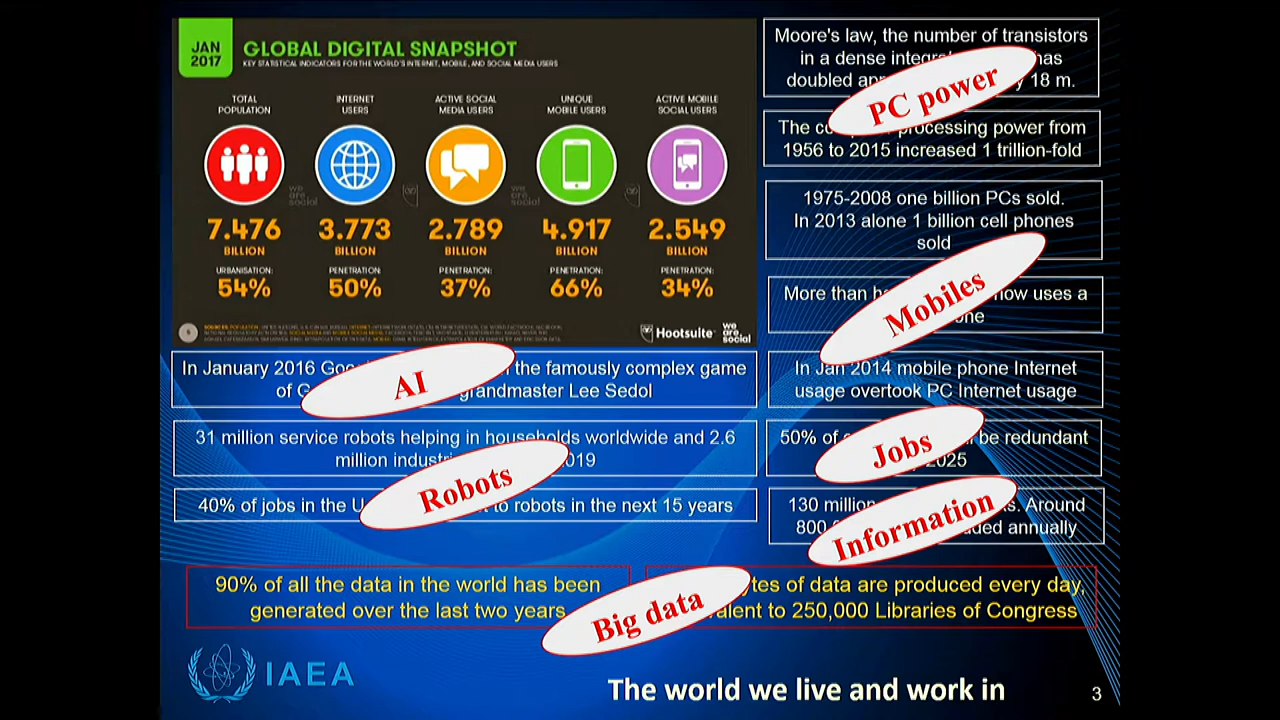 JAN
2017
GLOBAL DIGITAL SNAPSHOT
KEY STATISTICAL INDICATORS FOR THE WORLD'S INTERNET, MOBILE, AND SOCIAL MEDIA USERS
TOTAL
POPULATION
INTERNET
USERS
ACTIVE SOCIAL
MEDIA USERS
UNIQUE
MOBILE USERS
ACTIVE MOBILE
SOCIAL USERS
we
are
social
we
are
social
7.476
BILLION
3.773
BILLION
2.789
BILLION
4.917
BILLION
2.549
BILLION
URBANISATION:
54%
PENETRATION:
50%
PENETRATION:
37%
PENETRATION:
66%
PENETRATION:
34%
Hootsuite
we
are
social
Moore's law, the number of transistors
in a dense has
doubled 18 m.
PC power
The processing power from
1956 to 2015 increased 1 trillion-fold
1975-2008 one billion PCs sold.
In 2013 alone 1 billion cell phones
sold
More than now uses a
Mobiles
In January 2016 the famously complex game
of grandmaster Lee Sedol
AI
In Jan 2014 mobile phone Internet
usage overtook PC Internet usage
31 million service robots helping in households worldwide and 2.6
million 2019
Robots
50% of be redundant
2025
Jobs
40% of jobs in the to robots in the next 15 years
130 million Around
annually
Information
90% of all the data in the world has been
generated over the last two years
of data are produced every day,
to 250,000 Libraries of Congress
Big data
IAEA
The world we live and work in
3